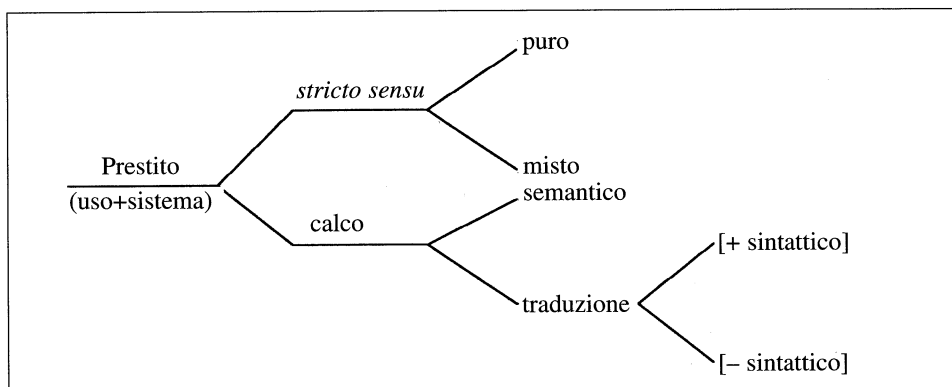 puro
stricto sensu
Prestito
misto
(uso+sistema)
semantico
calco
[+ sintattico]
traduzione
[– sintattico]